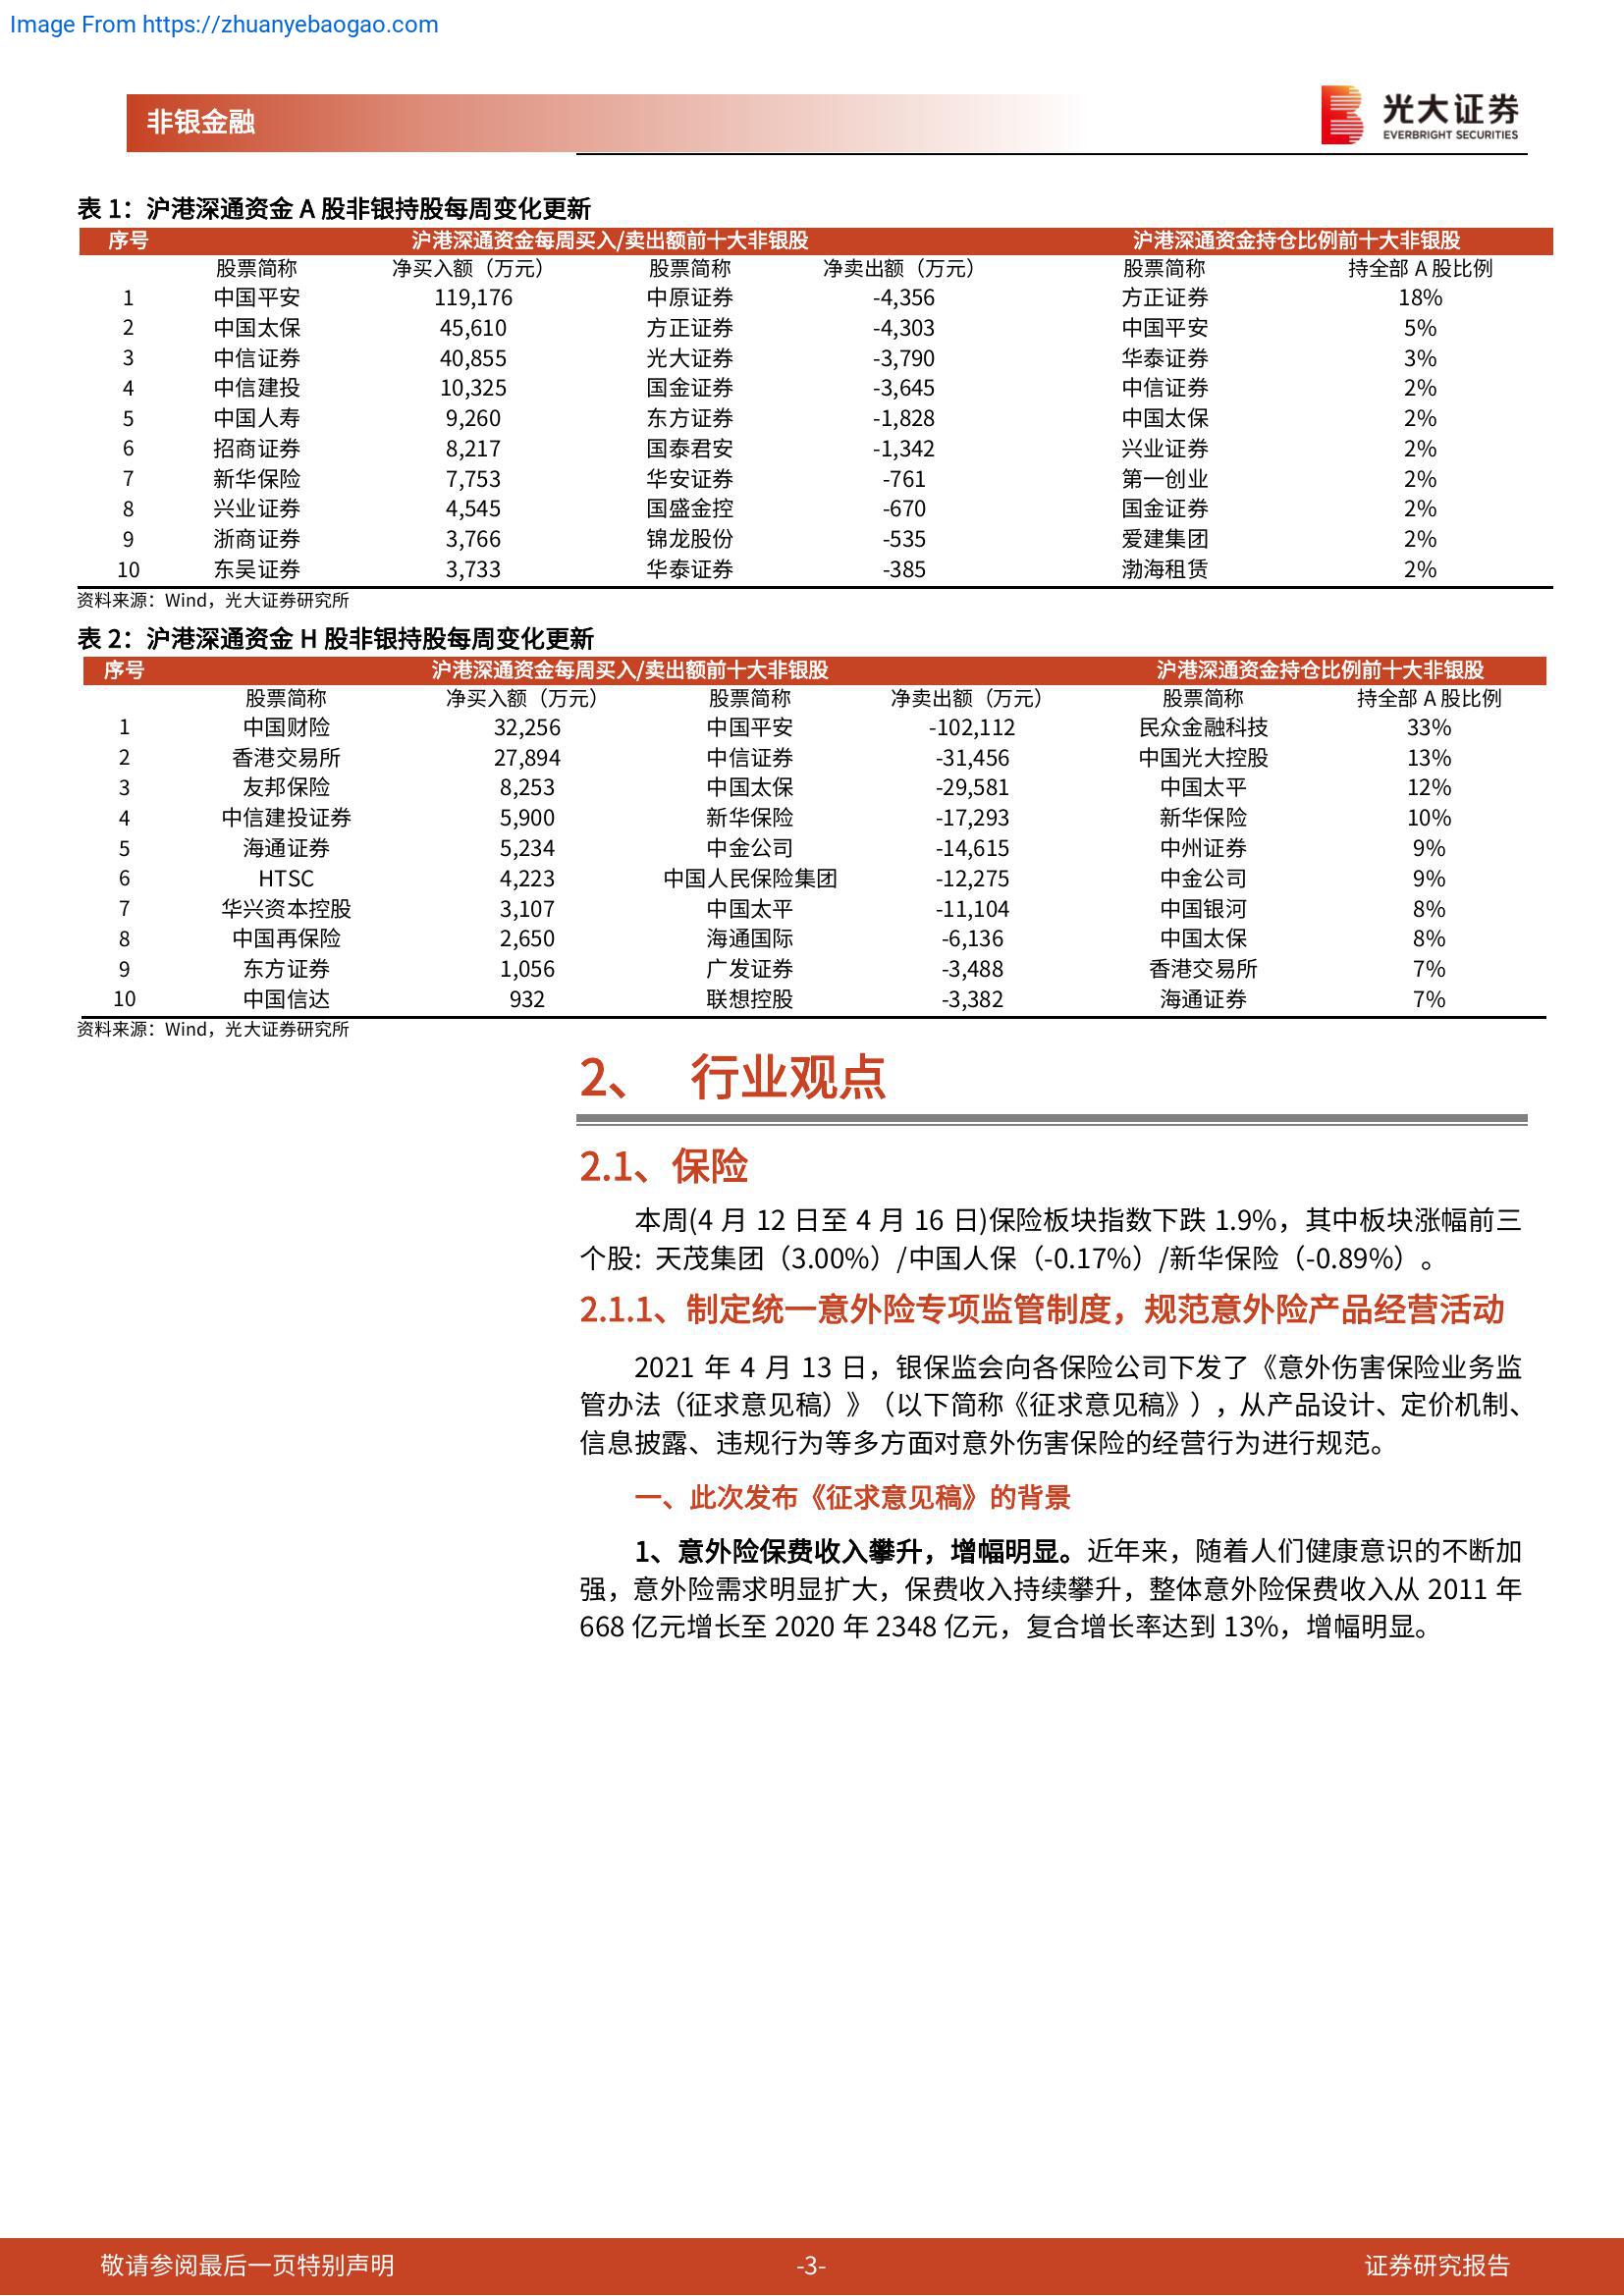 Image From https://zhuanyebaogao.com
非银金融
光大证券
EVERBRIGHT SECURITIES
表 1：沪港深通资金 A 股非银持股每周变化更新
序号 沪港深通资金每周买入/卖出额前十大非银股 沪港深通资金持仓比例前十大非银股
股票简称 净买入额（万元） 股票简称 净卖出额（万元） 股票简称 持全部 A 股比例
1 中国平安 119,176 中原证券 -4,356 方正证券 18%
2 中国太保 45,610 方正证券 -4,303 中国平安 5%
3 中信证券 40,855 光大证券 -3,790 华泰证券 3%
4 中信建投 10,325 国金证券 -3,645 中信证券 2%
5 中国人寿 9,260 东方证券 -1,828 中国太保 2%
6 招商证券 8,217 国泰君安 -1,342 兴业证券 2%
7 新华保险 7,753 华安证券 -761 第一创业 2%
8 兴业证券 4,545 国盛金控 -670 国金证券 2%
9 浙商证券 3,766 锦龙股份 -535 爱建集团 2%
10 东吴证券 3,733 华泰证券 -385 渤海租赁 2%
资料来源：Wind，光大证券研究所
表 2：沪港深通资金 H 股非银持股每周变化更新
序号 沪港深通资金每周买入/卖出额前十大非银股 沪港深通资金持仓比例前十大非银股
股票简称 净买入额（万元） 股票简称 净卖出额（万元） 股票简称 持全部 A 股比例
1 中国财险 32,256 中国平安 -102,112 民众金融科技 33%
2 香港交易所 27,894 中信证券 -31,456 中国光大控股 13%
3 友邦保险 8,253 中国太保 -29,581 中国太平 12%
4 中信建投证券 5,900 新华保险 -17,293 新华保险 10%
5 海通证券 5,234 中金公司 -14,615 中州证券 9%
6 HTSC 4,223 中国人民保险集团 -12,275 中金公司 9%
7 华兴资本控股 3,107 中国太平 -11,104 中国银河 8%
8 中国再保险 2,650 海通国际 -6,136 中国太保 8%
9 东方证券 1,056 广发证券 -3,488 香港交易所 7%
10 中国信达 932 联想控股 -3,382 海通证券 7%
资料来源：Wind，光大证券研究所
2、 行业观点
2.1、保险
本周(4 月 12 日至 4 月 16 日)保险板块指数下跌 1.9%，其中板块涨幅前三
个股：天茂集团（3.00%）/中国人保（-0.17%）/新华保险（-0.89%）。
2.1.1、制定统一意外险专项监管制度，规范意外险产品经营活动
2021 年 4 月 13 日，银保监会向各保险公司下发了《意外伤害保险业务监
管办法（征求意见稿）》（以下简称《征求意见稿》），从产品设计、定价机制、
信息披露、违规行为等多方面对意外伤害保险的经营行为进行规范。
一、此次发布《征求意见稿》的背景
1、意外险保费收入攀升，增幅明显。近年来，随着人们健康意识的不断加
强，意外险需求明显扩大，保费收入持续攀升，整体意外险保费收入从 2011 年
668 亿元增长至 2020 年 2348 亿元，复合增长率达到 13%，增幅明显。
敬请参阅最后一页特别声明 -3- 证券研究报告